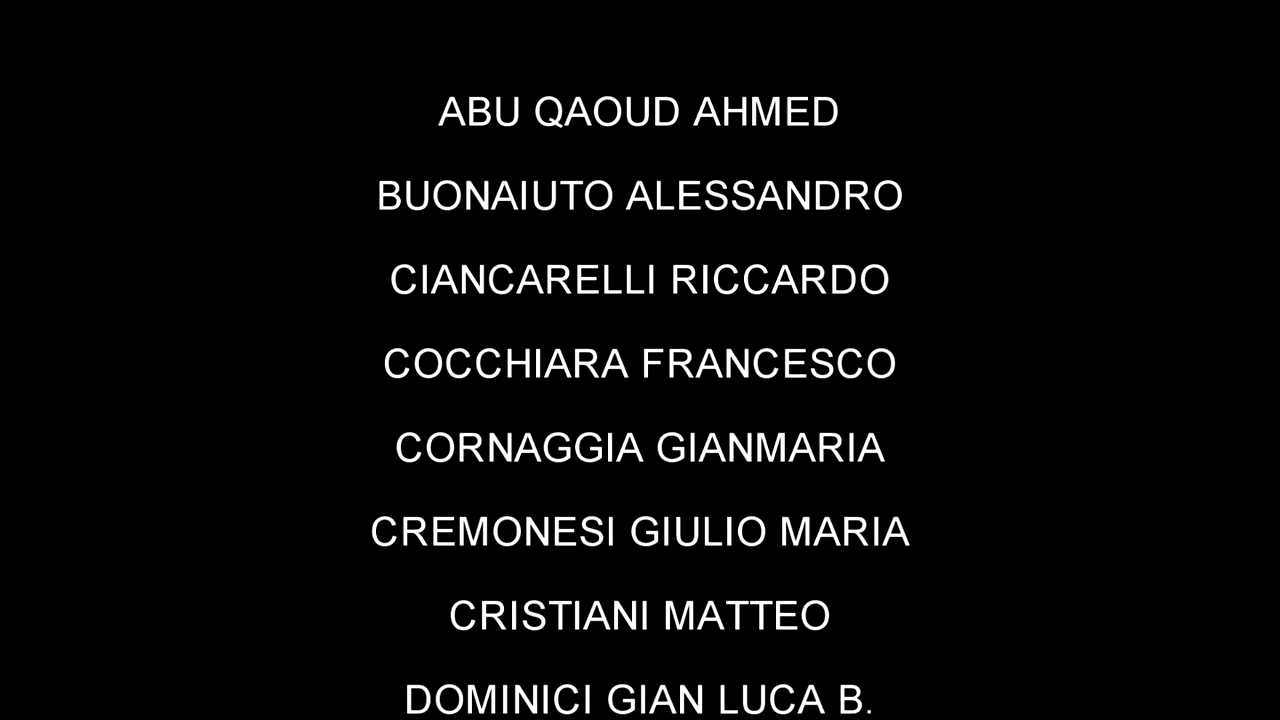 ABU QAOUD AHMED
BUONAIUTO ALESSANDRO
CIANCARELLI RICCARDO
COCCHIARA FRANCESCO
CORNAGGIA GIANMARIA
CREMONESI GIULIO MARIA
CRISTIANI MATTEO
DOMINICI GIAN LUCA B.